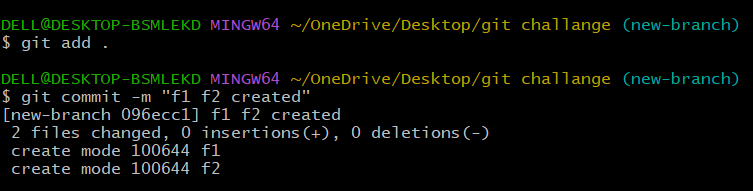 DELL@DESKTOP-BSMLEKD MINGW64 ~/OneDrive/Desktop/git challange (new-branch)
$ git add .
DELL@DESKTOP-BSMLEKD MINGW64 ~/OneDrive/Desktop/git challange (new-branch)
$ git commit -m "f1 f2 created"
[new-branch 096ecc1] f1 f2 created
 2 files changed, 0 insertions(+), 0 deletions(-)
 create mode 100644 f1
 create mode 100644 f2